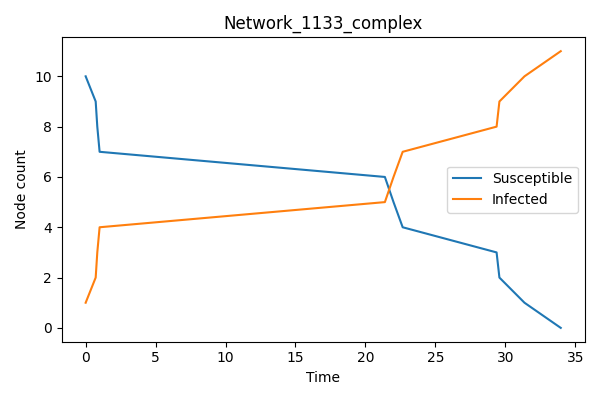 Network_1133_complex
Node count
10
8
6
4
2
0
Susceptible
Infected
0 5 10 15 20 25 30 35
Time